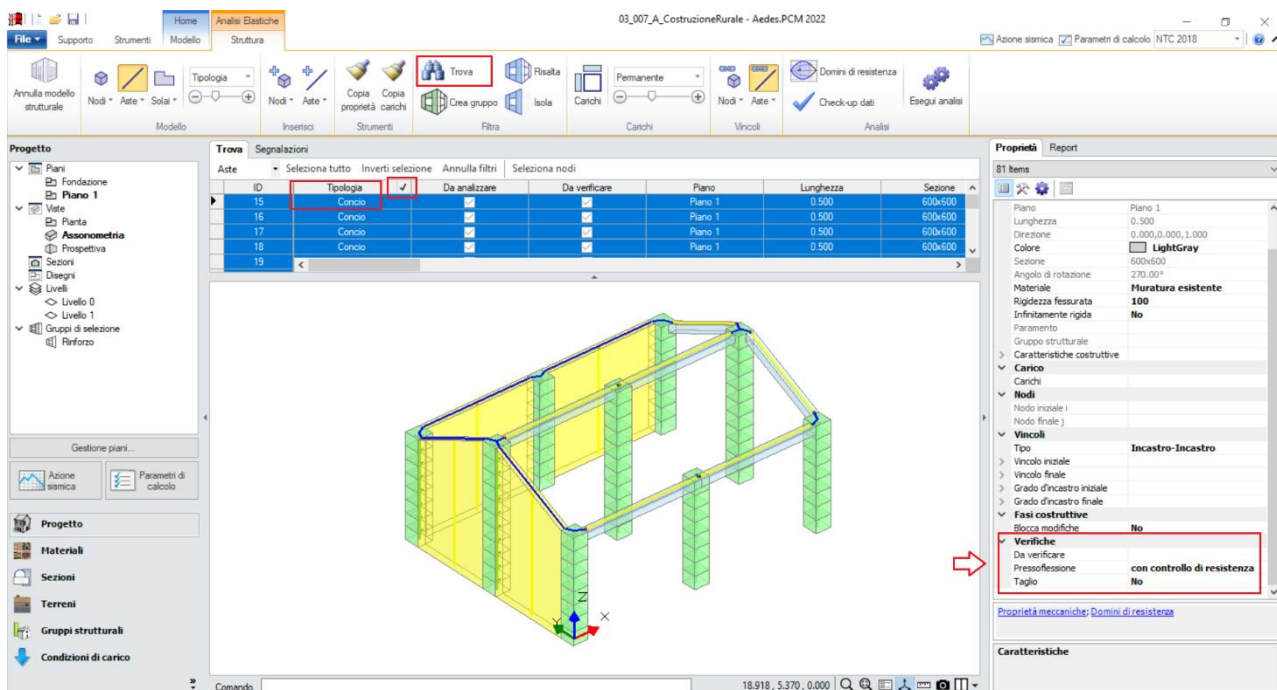 Home
Analisi Elastiche
03_007_A_CostruzioneRurale - Aedes.PCM 2022
File
Supporto
Strumenti
Modello
Struttura
Azione sismica
Parametri di calcolo
NTC 2018
Annulla modello strutturale
Nodi
Aste
Solai
Tipologia
Modello
Nodi
Aste
Inserisci
Copia proprietà
Copia carichi
Strumenti
Trova
Crea gruppo
Risalta
Isola
Filtra
Carichi
Permanente
Carichi
Nodi
Aste
Vincoli
Domini di resistenza
Check-up dati
Esegui analisi
Analisi
Progetto
Piani
Fondazione
Piano 1
Viste
Pianta
Assonometria
Prospettiva
Sezioni
Disegni
Livelli
Livello 0
Livello 1
Gruppi di selezione
Rinforzo
Gestione piani...
Azione sismica
Parametri di calcolo
Progetto
Materiali
Sezioni
Terreni
Gruppi strutturali
Condizioni di carico
Trova Segnalazioni
Aste Seleziona tutto Inverti selezione Annulla filtri Seleziona nodi
ID Tipologia Da analizzare Da verificare Piano Lunghezza Sezione
15 Concio Piano 1 0.500 600x600
16 Concio Piano 1 0.500 600x600
17 Concio Piano 1 0.500 600x600
18 Concio Piano 1 0.500 600x600
19
Z
X
Y
Comando
18.918 , 5.370 , 0.000
Proprietà Report
81 Items
Piano Piano 1
Lunghezza 0.500
Direzione 0.000,0.000,1.000
Colore LightGray
Sezione 600x600
Angolo di rotazione 270.00°
Materiale Muratura esistente
Rigidezza fessurata 100
Infinitamente rigida No
Paramento
Gruppo strutturale
Caratteristiche costruttive
Carico
Carichi
Nodi
Nodo iniziale i
Nodo finale j
Vincoli
Tipo Incastro-Incastro
Vincolo iniziale
Vincolo finale
Grado d'incastro iniziale
Grado d'incastro finale
Fasi costruttive
Blocca modifiche No
Verifiche
Da verificare
Pressoflessione con controllo di resistenza
Taglio No
Proprietà meccaniche; Domini di resistenza
Caratteristiche